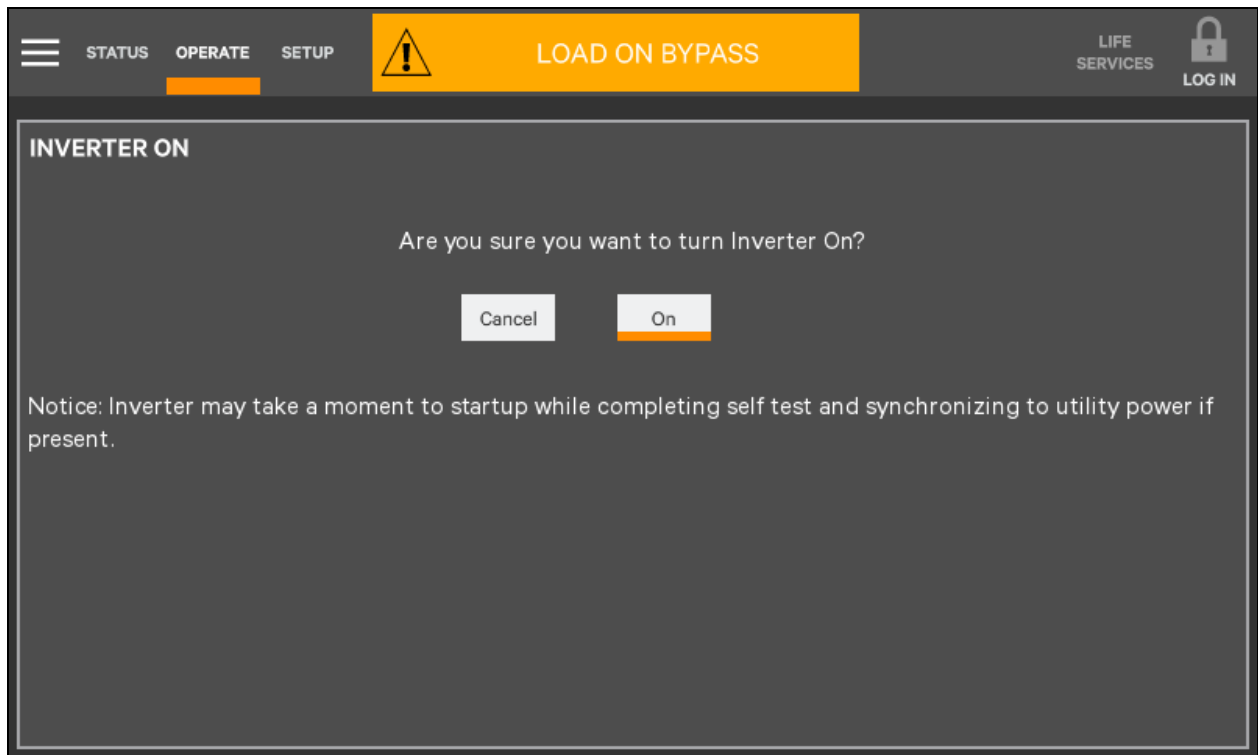 STATUS OPERATE SETUP LOAD ON BYPASS LIFE SERVICES LOG IN
INVERTER ON
Are you sure you want to turn Inverter On?
Cancel On
Notice: Inverter may take a moment to startup while completing self test and synchronizing to utility power if
present.